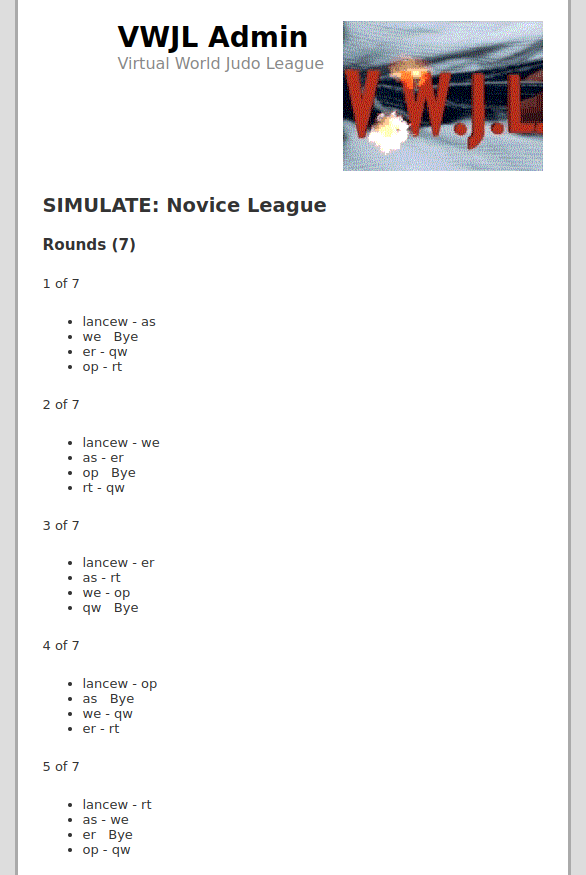 VWJL Admin
Virtual World Judo League
V.W.J.L
SIMULATE: Novice League
Rounds (7)
1 of 7
lancew - as
we Bye
er - qw
op - rt
2 of 7
lancew - we
as - er
op Bye
rt - qw
3 of 7
lancew - er
as - rt
we - op
qw Bye
4 of 7
lancew - op
as Bye
we - qw
er - rt
5 of 7
lancew - rt
as - we
er Bye
op - qw